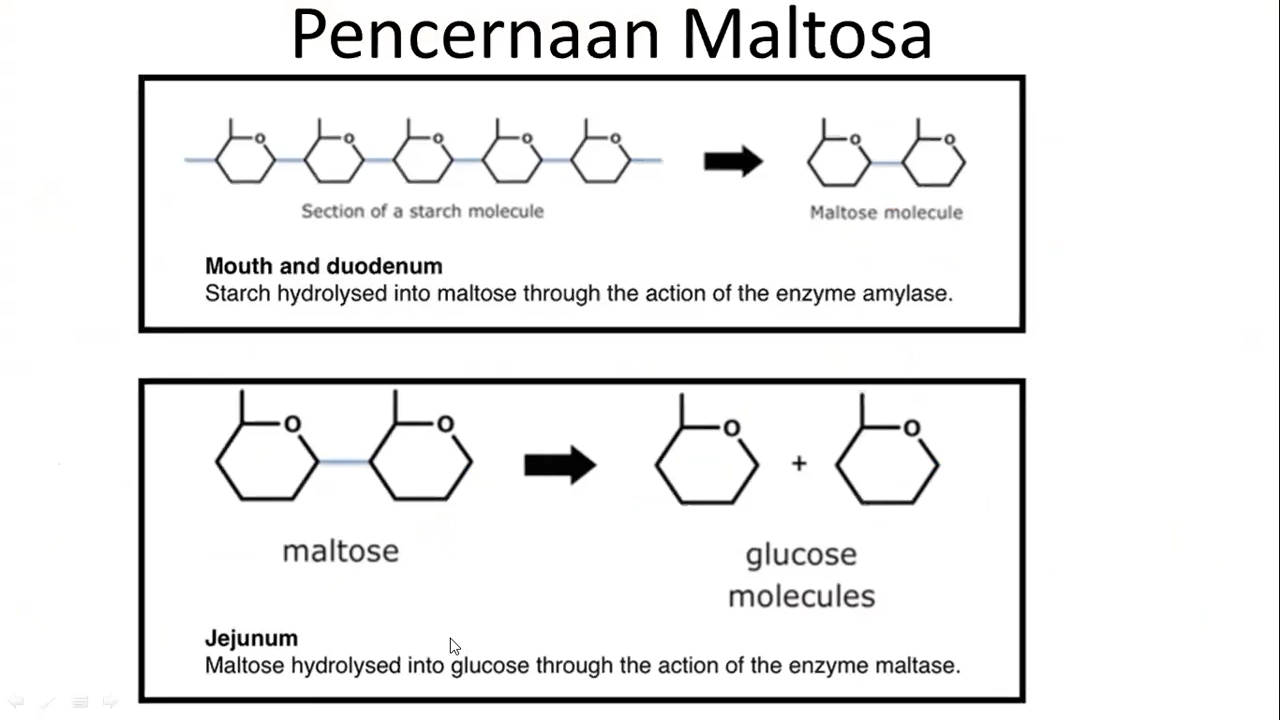 Pencernaan Maltosa
O O O O O O O
Section of a starch molecule
Maltose molecule
Mouth and duodenum
Starch hydrolysed into maltose through the action of the enzyme amylase.
O O O + O
maltose
glucose
molecules
Jejunum
Maltose hydrolysed into glucose through the action of the enzyme maltase.